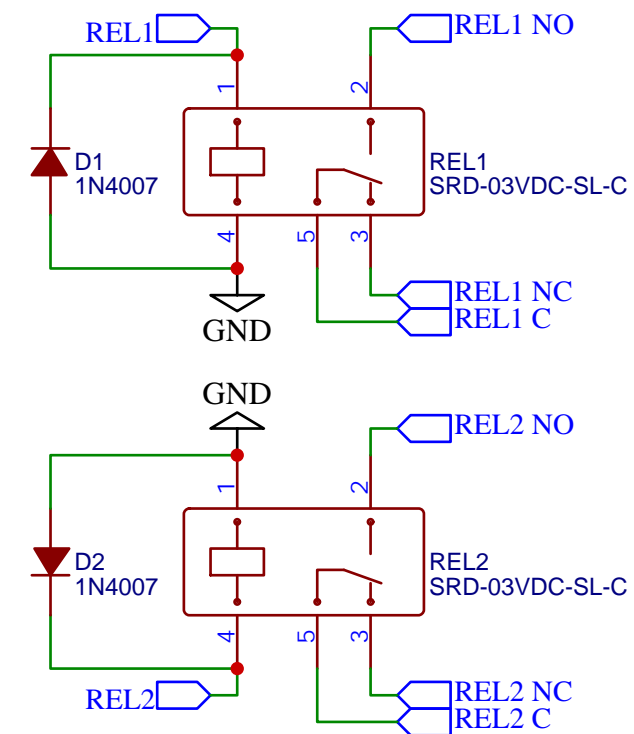 REL1
REL1 NO
1
2
D1
1N4007
REL1
SRD-03VDC-SL-C
4
5
3
REL1 NC
REL1 C
GND
GND
REL2 NO
1
2
D2
1N4007
REL2
SRD-03VDC-SL-C
4
5
3
REL2
REL2 NC
REL2 C